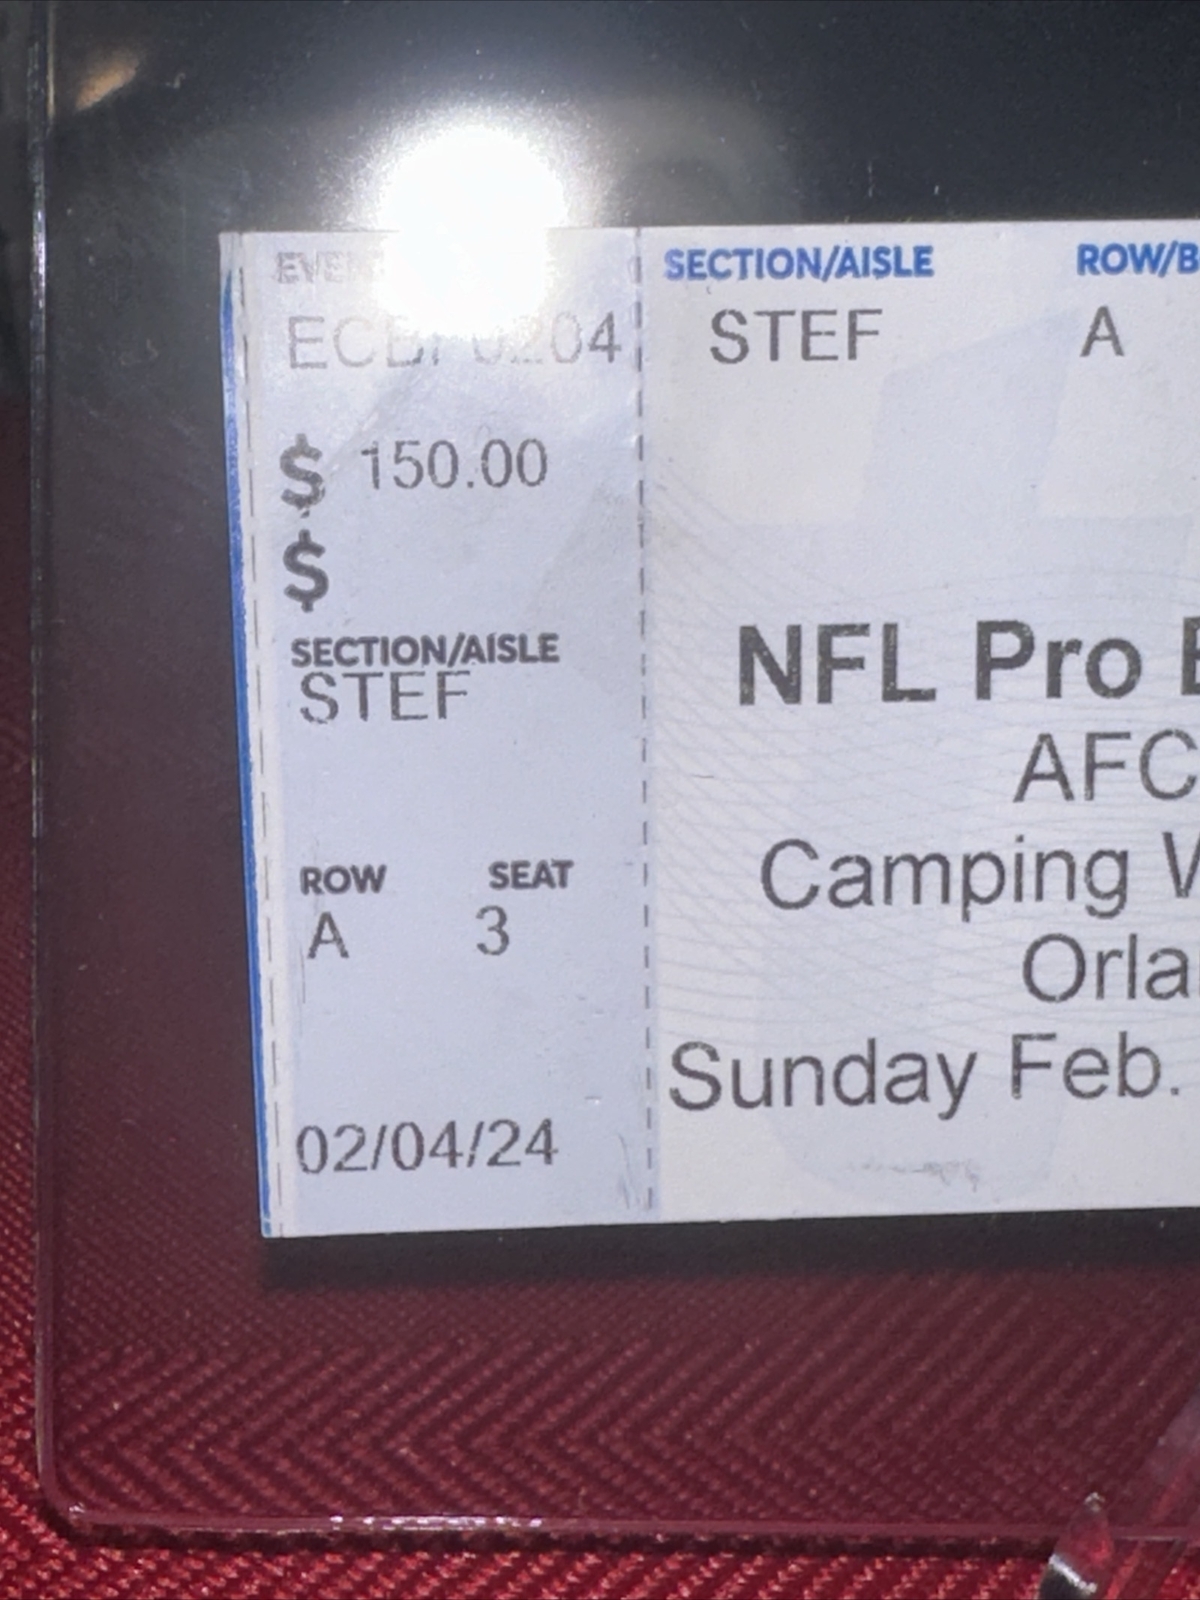 SECTION/AISLE ROW/B
STEF A
$ 150.00
$
SECTION/AISLE
STEF
ROW SEAT
A 3
02/04/24
NFL Pro
AFC
Camping
Orla
Sunday Feb.